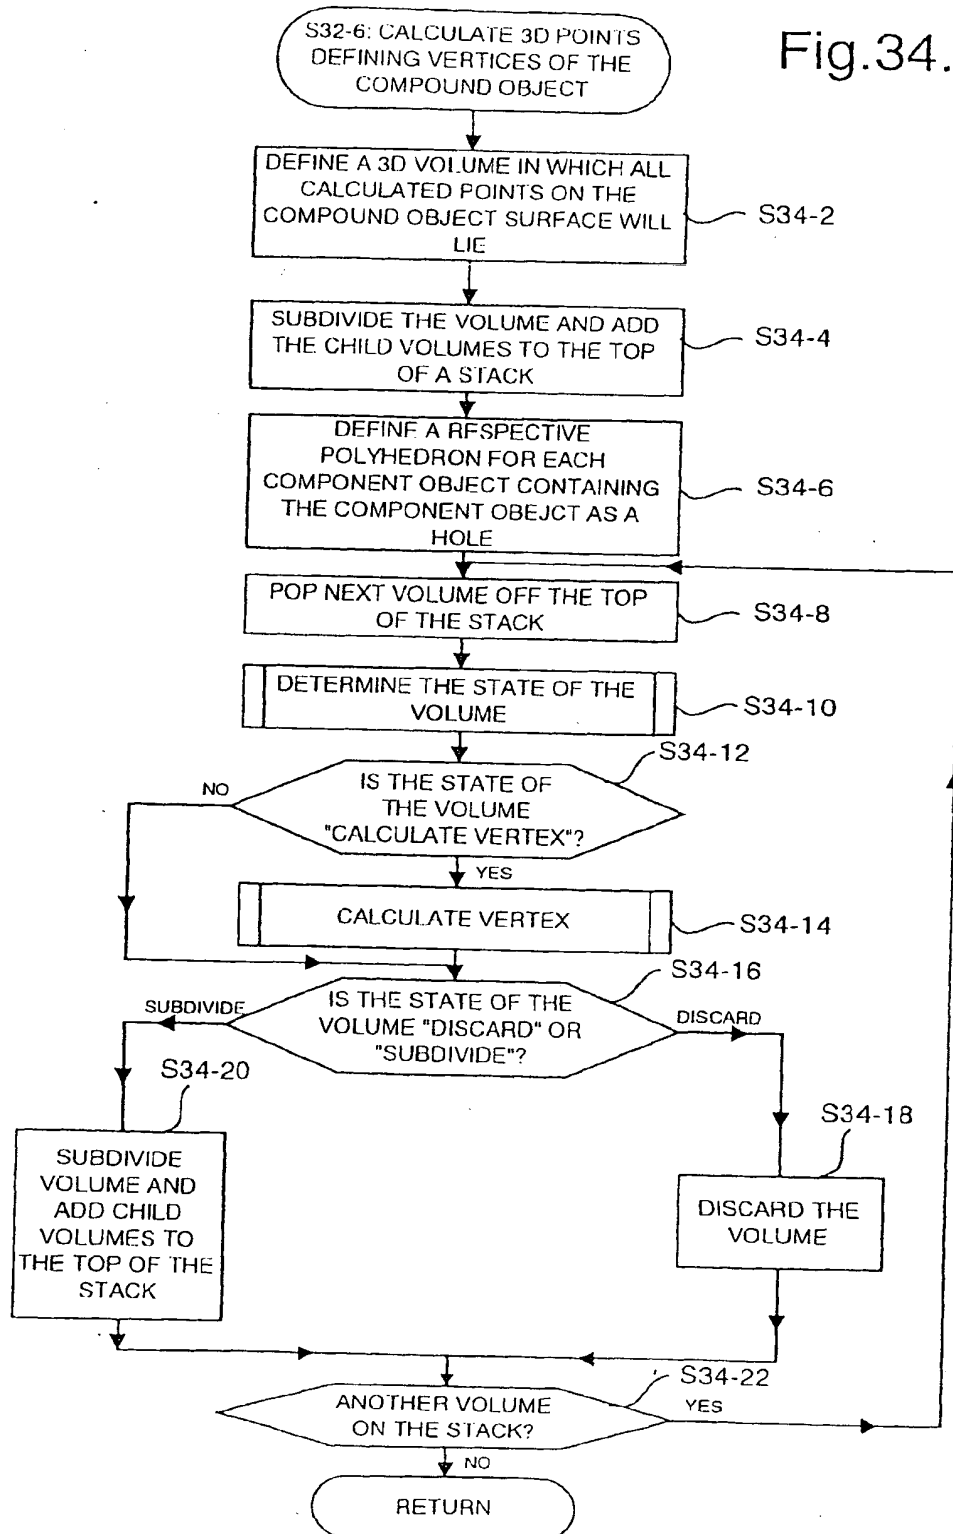 Fig.34.
S32-6: CALCULATE 3D POINTS
DEFINING VERTICES OF THE
COMPOUND OBJECT
DEFINE A 3D VOLUME IN WHICH ALL
CALCULATED POINTS ON THE
COMPOUND OBJECT SURFACE WILL
LIE
S34-2
SUBDIVIDE THE VOLUME AND ADD
THE CHILD VOLUMES TO THE TOP
OF A STACK
S34-4
DEFINE A RESPECTIVE
POLYHEDRON FOR EACH
COMPONENT OBJECT CONTAINING
THE COMPONENT OBEJCT AS A
HOLE
S34-6
POP NEXT VOLUME OFF THE TOP
OF THE STACK
S34-8
DETERMINE THE STATE OF THE
VOLUME
S34-10
S34-12
IS THE STATE OF
THE VOLUME
"CALCULATE VERTEX"?
NO
YES
CALCULATE VERTEX
S34-14
S34-16
IS THE STATE OF THE
VOLUME "DISCARD" OR
"SUBDIVIDE"?
SUBDIVIDE
DISCARD
S34-20
SUBDIVIDE
VOLUME AND
ADD CHILD
VOLUMES TO
THE TOP OF THE
STACK
S34-18
DISCARD THE
VOLUME
S34-22
ANOTHER VOLUME
ON THE STACK?
YES
NO
RETURN